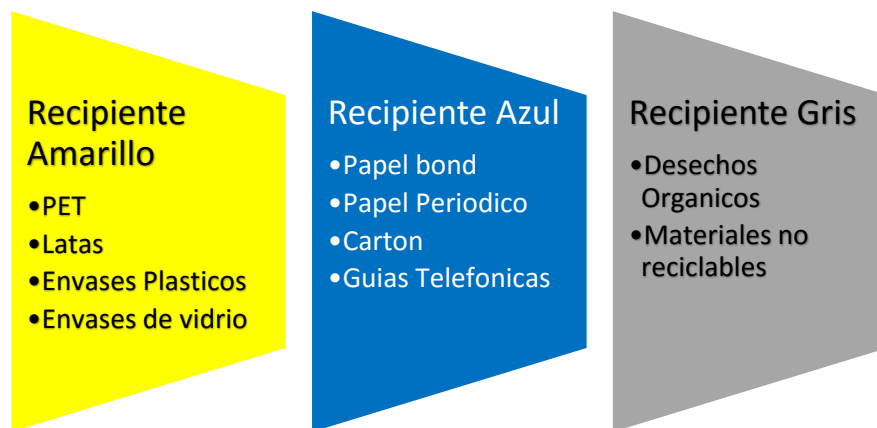 Recipiente
Amarillo
•PET
•Latas
•Envases Plasticos
•Envases de vidrio
Recipiente Azul
•Papel bond
•Papel Periodico
•Carton
•Guias Telefonicas
Recipiente Gris
•Desechos
Organicos
•Materiales no
reciclables